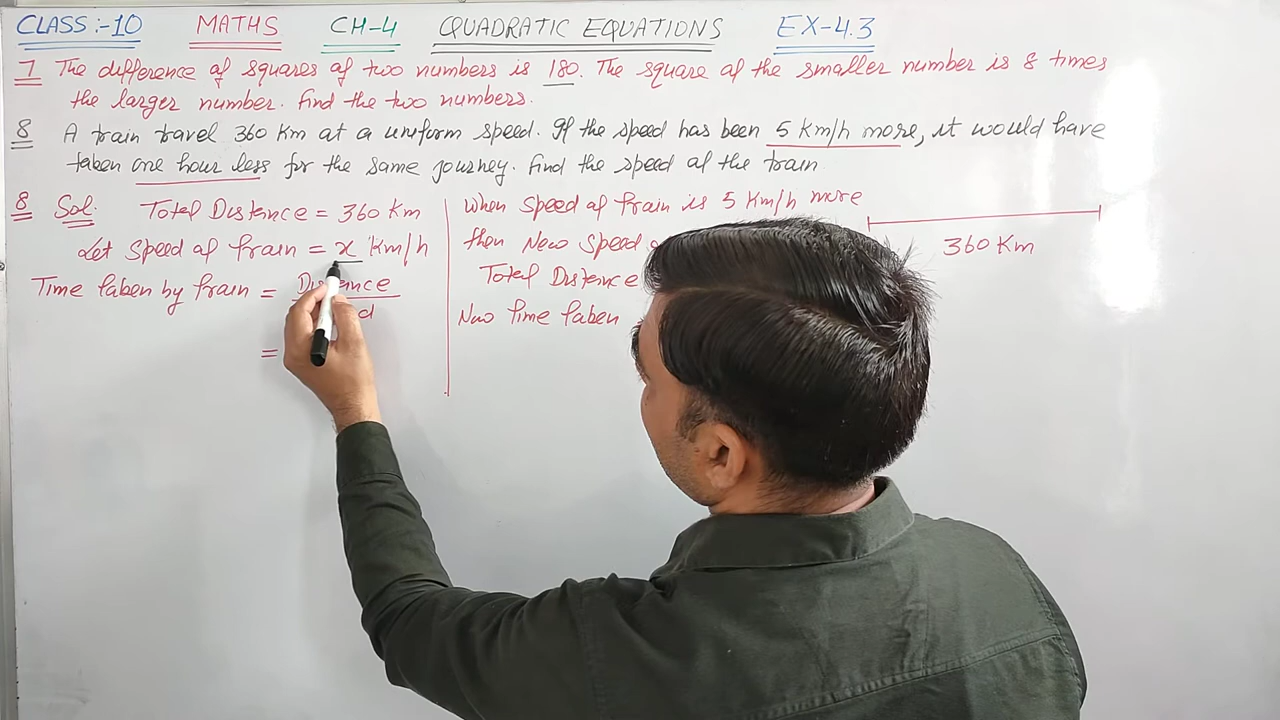 CLASS:-10 MATHS CH-4 QUADRATIC EQUATIONS EX-4.3
7 The difference of squares of two numbers is 180. The square of the smaller number is 8 times
the larger number. Find the two numbers.
8 A train travel 360 Km at a uniform speed. If the speed has been 5 Km/h more, it would have
taken one hour less for the same journey. Find the speed of the train
8 Sol: Total Distance = 360 Km
Let Speed of train = x Km/h
Time taken by train = Distance
d
=
When Speed of train is 5 Km/h more
then New Speed
Total Distance
New time taken
360 Km